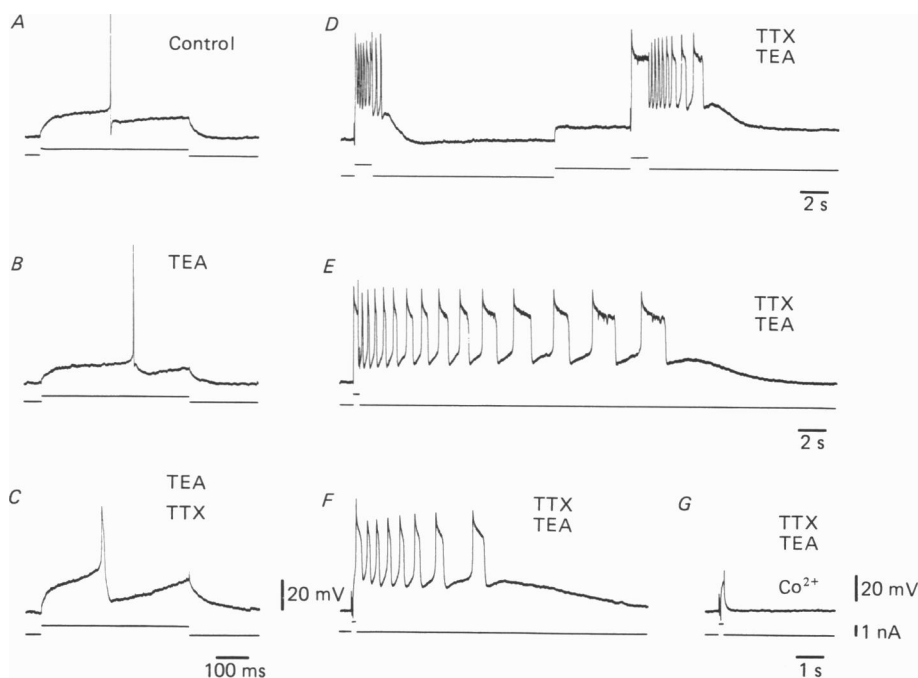 A
Control
B
TEA
C
TEA
TTX
20 mV
100 ms
D
TTX
TEA
2 s
E
TTX
TEA
2 s
F
TTX
TEA
G
TTX
TEA
Co²⁺
20 mV
1 nA
1 s